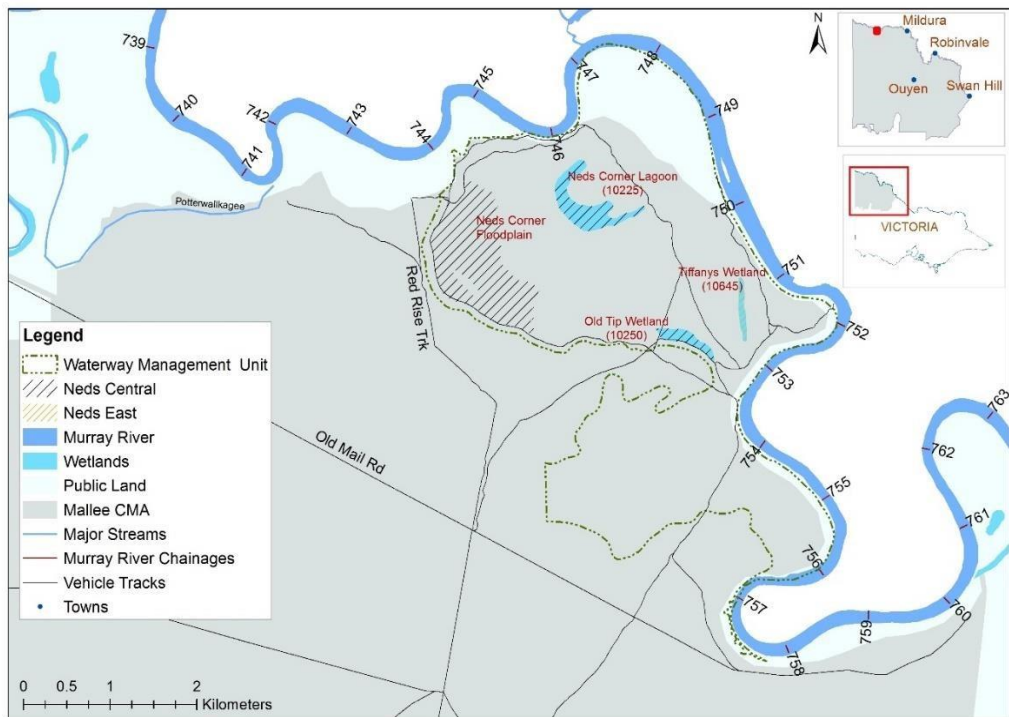 739
740
741
742
743
744
745
746
747
748
749
750
751
752
753
754
755
756
757
758
759
760
761
762
763
N
Mildura
Robinvale
Ouyen
Swan Hill
VICTORIA
Potterwalkagee
Neds Corner Lagoon
(10225)
Neds Corner
Floodplain
Tiffanys Wetland
(10645)
Old Tip Wetland
(10250)
Red Rise Trk
Old Mail Rd
Legend
Waterway Management Unit
Neds Central
Neds East
Murray River
Wetlands
Public Land
Mallee CMA
Major Streams
Murray River Chainages
Vehicle Tracks
Towns
0 0.5 1 2
Kilometers